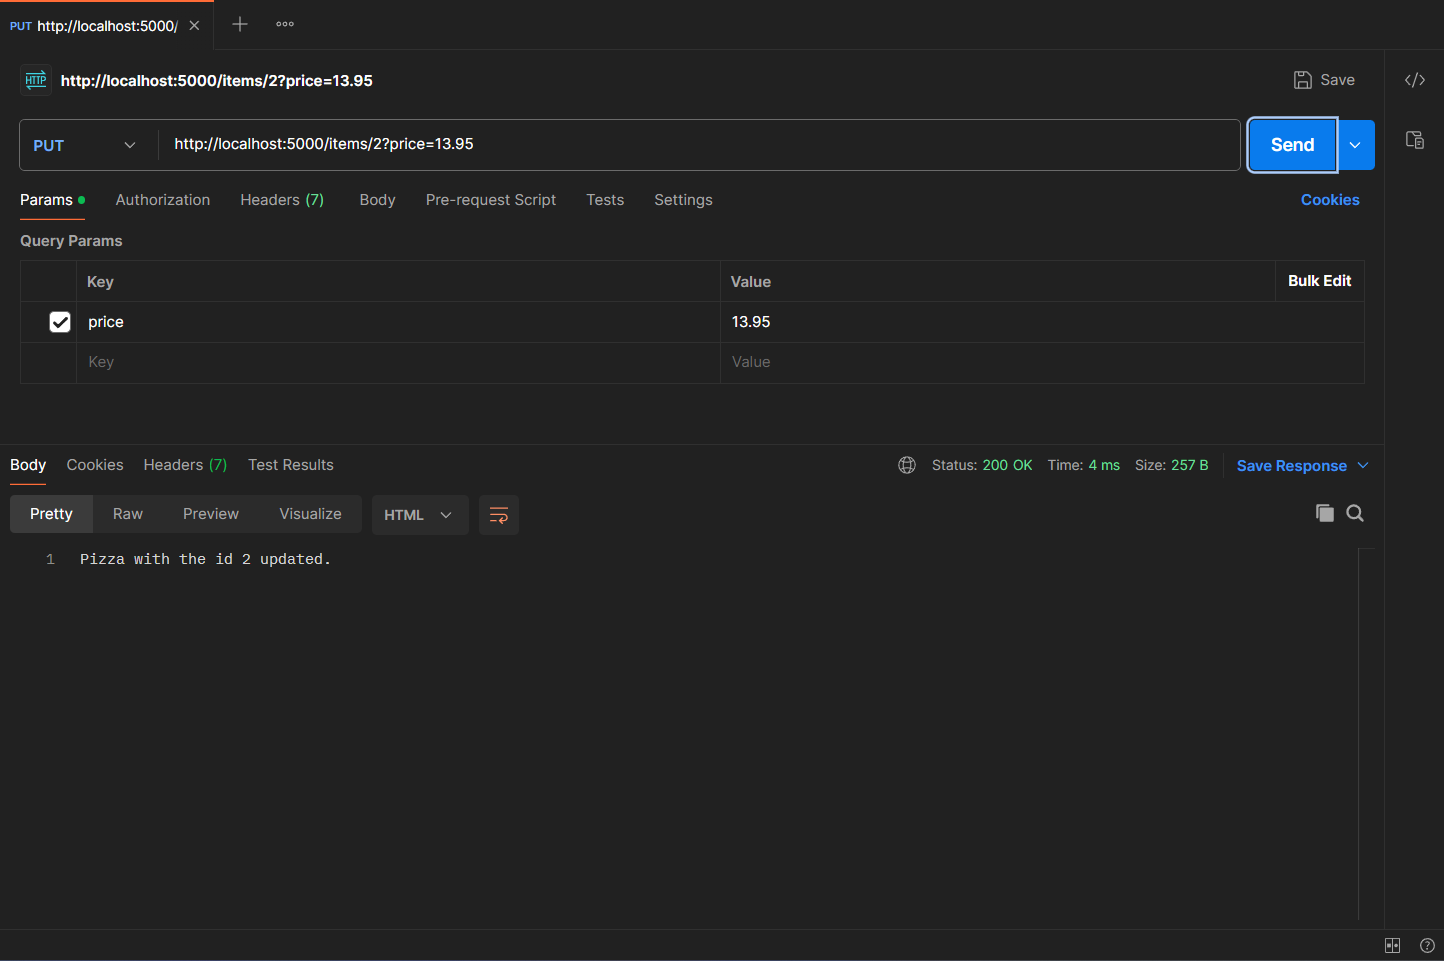 PUT http://localhost:5000/
HTTP http://localhost:5000/items/2?price=13.95 Save
PUT http://localhost:5000/items/2?price=13.95 Send
Params Authorization Headers (7) Body Pre-request Script Tests Settings Cookies
Query Params
Key Value Bulk Edit
price 13.95
Key Value
Body Cookies Headers (7) Test Results Status: 200 OK Time: 4 ms Size: 257 B Save Response
Pretty Raw Preview Visualize HTML
1 Pizza with the id 2 updated.